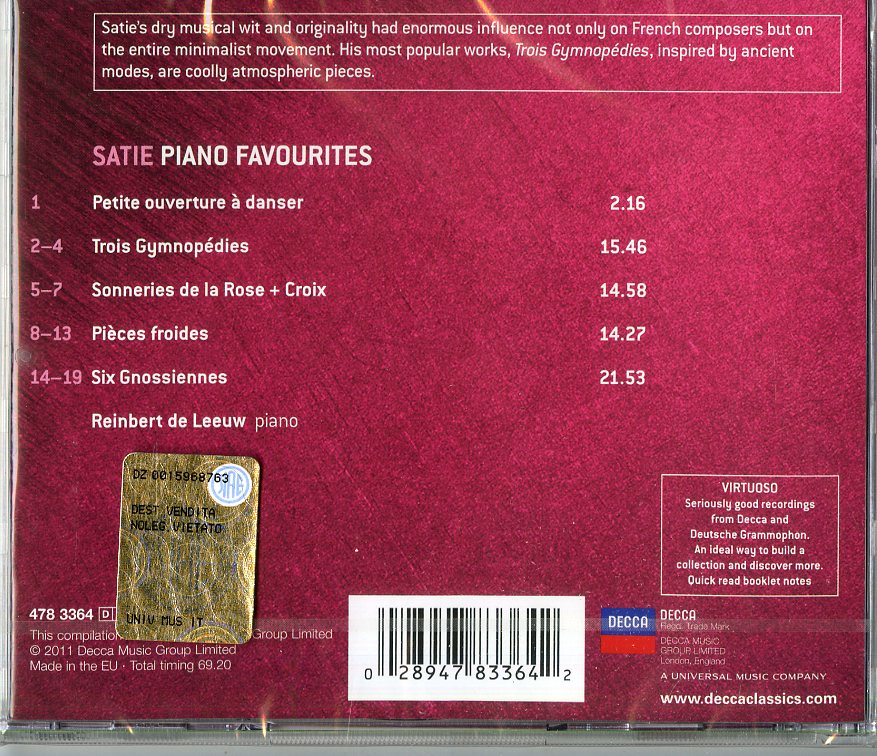 Satie's dry musical wit and originality had enormous influence not only on French composers but on
the entire minimalist movement. His most popular works, Trois Gymnopédies, inspired by ancient
modes, are coolly atmospheric pieces.
SATIE PIANO FAVOURITES
1 Petite ouverture à danser 2.16
2–4 Trois Gymnopédies 15.46
5–7 Sonneries de la Rose + Croix 14.58
8–13 Pièces froides 14.27
14–19 Six Gnossiennes 21.53
Reinbert de Leeuw piano
DZ 0015968763
DEST VENDITA
NOLEG VIETATO
UNIV MUS IT
VIRTUOSO
Seriously good recordings
from Decca and
Deutsche Grammophon.
An ideal way to build a
collection and discover more.
Quick read booklet notes
478 3364 D
This compilation Group Limited
© 2011 Decca Music Group Limited
Made in the EU · Total timing 69.20
0 28947 83364 2
DECCA
DECCA
Regd. Trade Mark
DECCA MUSIC
GROUP LIMITED
London, England
A UNIVERSAL MUSIC COMPANY
www.deccaclassics.com